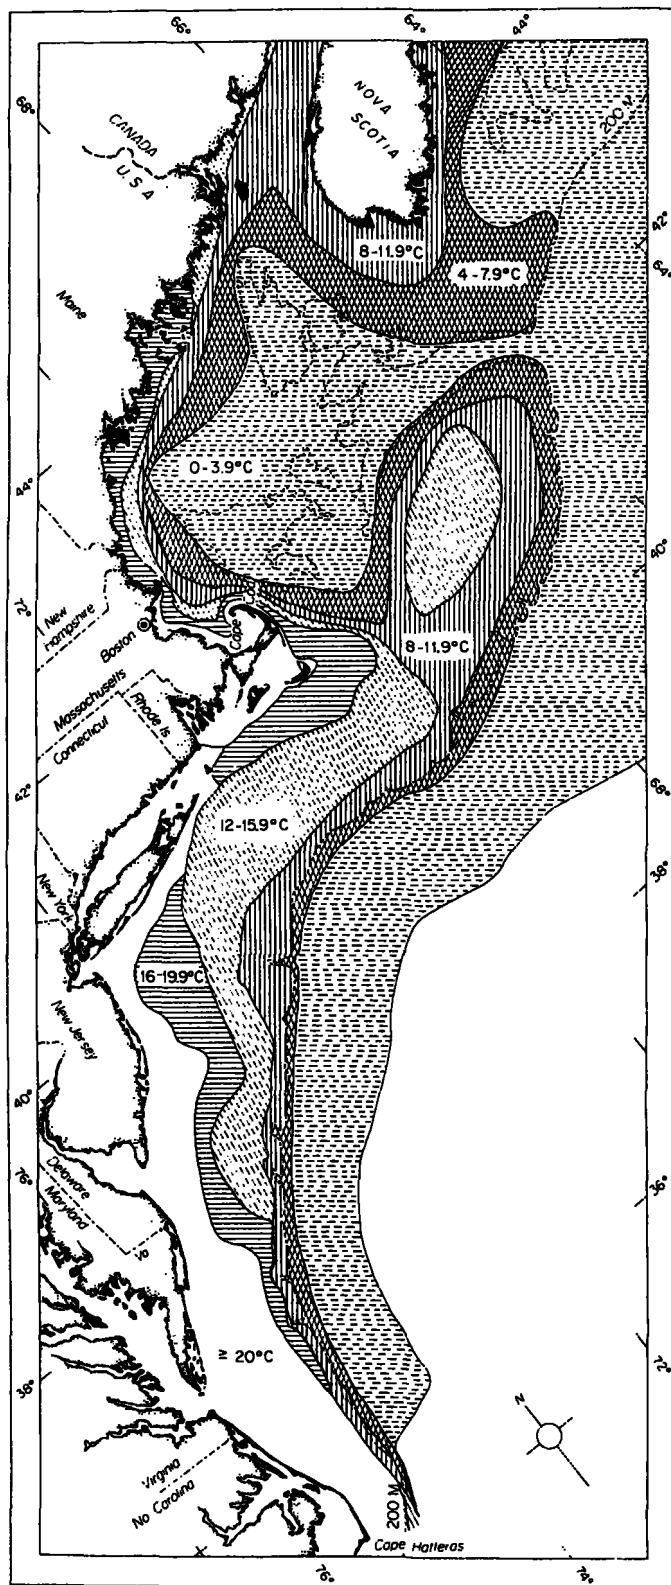 66°
64°
44°
68°
CANADA
U.S.A
NOVA
SCOTIA
200 M
42°
64°
8-11.9°C
4-7.9°C
Maine
0-3.9°C
44°
40°
New
Hampshire
Boston
Cape Cod
8-11.9°C
Massachusetts
Rhode Is
Connecticut
42°
68°
12-15.9°C
38°
New York
16-19.9°C
New Jersey
40°
76°
36°
Delaware
Maryland
Va
≥ 20°C
72°
38°
N
Virginia
No Carolina
200 M
Cape Hatteras
76°
74°